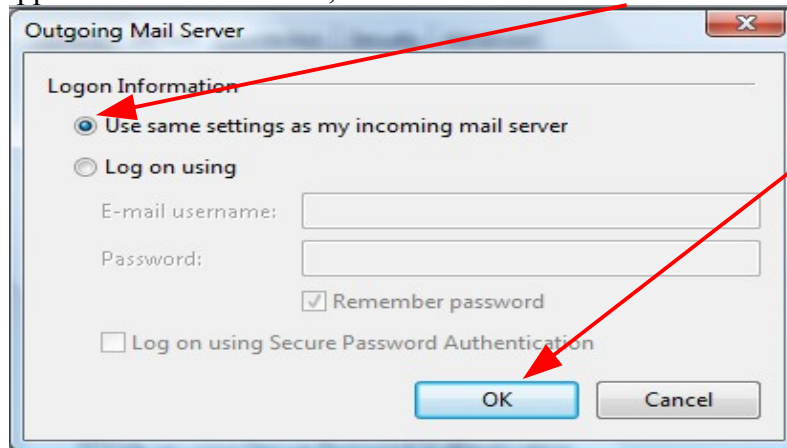 Outgoing Mail Server
Logon Information
Use same settings as my incoming mail server
Log on using
E-mail username:
Password:
Remember password
Log on using Secure Password Authentication
OK Cancel